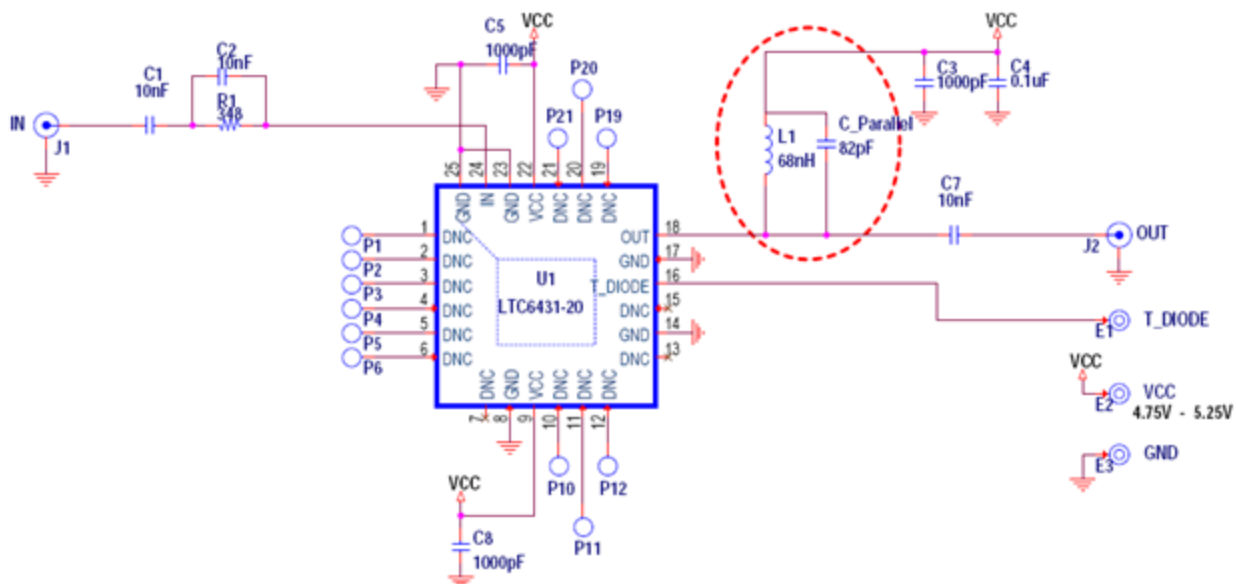 IN
J1
C1
10nF
C2
10nF
R1
348
C5
1000pF
VCC
P21
P20
P19
25
24
23
22
21
20
19
GND
IN
GND
VCC
DNC
DNC
DNC
P1
P2
P3
P4
P5
P6
1
2
3
4
5
6
DNC
DNC
DNC
DNC
DNC
DNC
U1
LTC6431-20
OUT
GND
T_DIODE
DNC
GND
DNC
18
17
16
15
14
13
DNC
GND
VCC
DNC
DNC
DNC
7
8
9
10
11
12
P10
P11
P12
VCC
C8
1000pF
L1
68nH
C_Parallel
82pF
VCC
C3
1000pF
C4
0.1uF
C7
10nF
J2
OUT
E1
T_DIODE
VCC
E2
VCC
4.75V - 5.25V
E3
GND